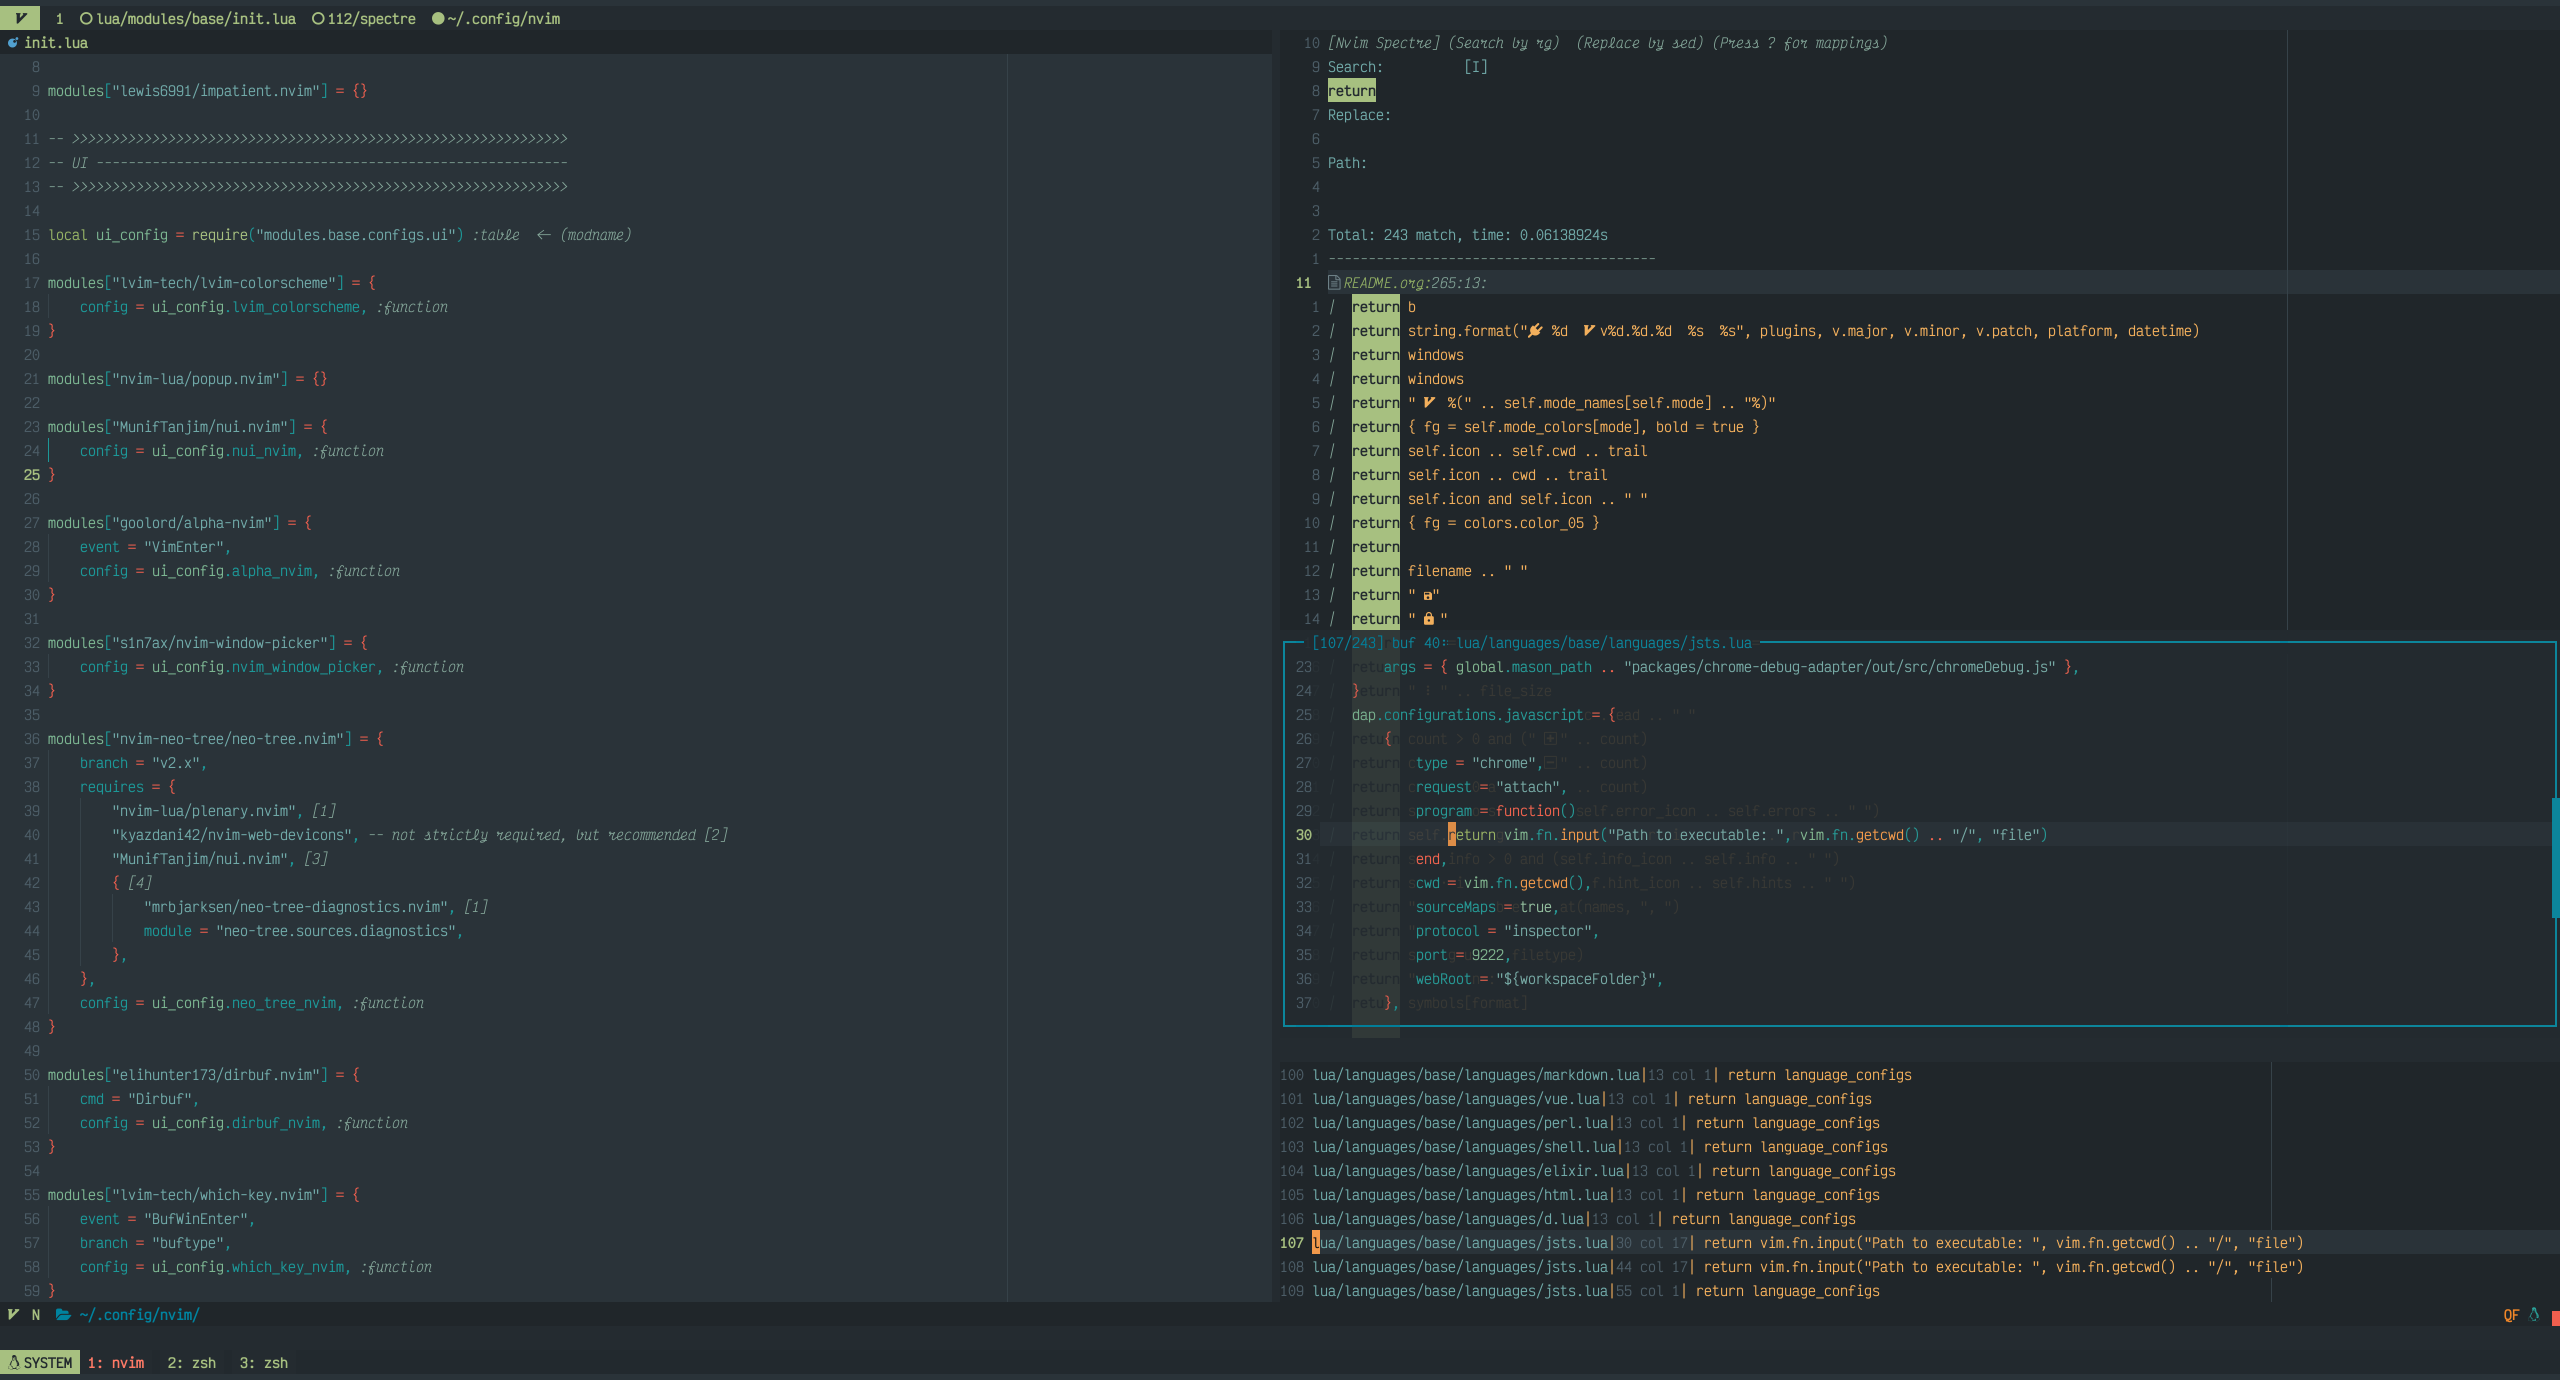 1 lua/modules/base/init.lua 112/spectre ~/.config/nvim
init.lua
8
9 modules["lewis6991/impatient.nvim"] = {}
10
11 -- >>>>>>>>>>>>>>>>>>>>>>>>>>>>>>>>>>>>>>>>>>>>>>>>>>>>>>>>>>>>>>
12 -- UI -----------------------------------------------------------
13 -- >>>>>>>>>>>>>>>>>>>>>>>>>>>>>>>>>>>>>>>>>>>>>>>>>>>>>>>>>>>>>>
14
15 local ui_config = require("modules.base.configs.ui") :table  <- (modname)
16
17 modules["lvim-tech/lvim-colorscheme"] = {
18     config = ui_config.lvim_colorscheme, :function
19 }
20
21 modules["nvim-lua/popup.nvim"] = {}
22
23 modules["MunifTanjim/nui.nvim"] = {
24     config = ui_config.nui_nvim, :function
25 }
26
27 modules["goolord/alpha-nvim"] = {
28     event = "VimEnter",
29     config = ui_config.alpha_nvim, :function
30 }
31
32 modules["s1n7ax/nvim-window-picker"] = {
33     config = ui_config.nvim_window_picker, :function
34 }
35
36 modules["nvim-neo-tree/neo-tree.nvim"] = {
37     branch = "v2.x",
38     requires = {
39         "nvim-lua/plenary.nvim", [1]
40         "kyazdani42/nvim-web-devicons", -- not strictly required, but recommended [2]
41         "MunifTanjim/nui.nvim", [3]
42         { [4]
43             "mrbjarksen/neo-tree-diagnostics.nvim", [1]
44             module = "neo-tree.sources.diagnostics",
45         },
46     },
47     config = ui_config.neo_tree_nvim, :function
48 }
49
50 modules["elihunter173/dirbuf.nvim"] = {
51     cmd = "Dirbuf",
52     config = ui_config.dirbuf_nvim, :function
53 }
54
55 modules["lvim-tech/which-key.nvim"] = {
56     event = "BufWinEnter",
57     branch = "buftype",
58     config = ui_config.which_key_nvim, :function
59 }
10 [Nvim Spectre] (Search by rg)  (Replace by sed) (Press ? for mappings)
9 Search:          [I]
8 return
7 Replace:
6
5 Path:
4
3
2 Total: 243 match, time: 0.06138924s
1 -----------------------------------------
11 README.org:265:13:
1 /  return b
2 /  return string.format(" %d  v%d.%d.%d  %s  %s", plugins, v.major, v.minor, v.patch, platform, datetime)
3 /  return windows
4 /  return windows
5 /  return "  %(" .. self.mode_names[self.mode] .. "%)"
6 /  return { fg = self.mode_colors[mode], bold = true }
7 /  return self.icon .. self.cwd .. trail
8 /  return self.icon .. cwd .. trail
9 /  return self.icon and self.icon .. " "
10 /  return { fg = colors.color_05 }
11 /  return
12 /  return filename .. " "
13 /  return " "
14 /  return "  "
[107/243] buf 40: lua/languages/base/languages/jsts.lua
23     args = { global.mason_path .. "packages/chrome-debug-adapter/out/src/chromeDebug.js" },
24 }
25 dap.configurations.javascript = {
26     {
27         type = "chrome",
28         request = "attach",
29         program = function()
30             return vim.fn.input("Path to executable: ", vim.fn.getcwd() .. "/", "file")
31         end,
32         cwd = vim.fn.getcwd(),
33         sourceMaps = true,
34         protocol = "inspector",
35         port = 9222,
36         webRoot = "${workspaceFolder}",
37     },
100 lua/languages/base/languages/markdown.lua|13 col 1| return language_configs
101 lua/languages/base/languages/vue.lua|13 col 1| return language_configs
102 lua/languages/base/languages/perl.lua|13 col 1| return language_configs
103 lua/languages/base/languages/shell.lua|13 col 1| return language_configs
104 lua/languages/base/languages/elixir.lua|13 col 1| return language_configs
105 lua/languages/base/languages/html.lua|13 col 1| return language_configs
106 lua/languages/base/languages/d.lua|13 col 1| return language_configs
107 lua/languages/base/languages/jsts.lua|30 col 17| return vim.fn.input("Path to executable: ", vim.fn.getcwd() .. "/", "file")
108 lua/languages/base/languages/jsts.lua|44 col 17| return vim.fn.input("Path to executable: ", vim.fn.getcwd() .. "/", "file")
109 lua/languages/base/languages/jsts.lua|55 col 1| return language_configs
N ~/.config/nvim/ QF
SYSTEM 1: nvim 2: zsh 3: zsh